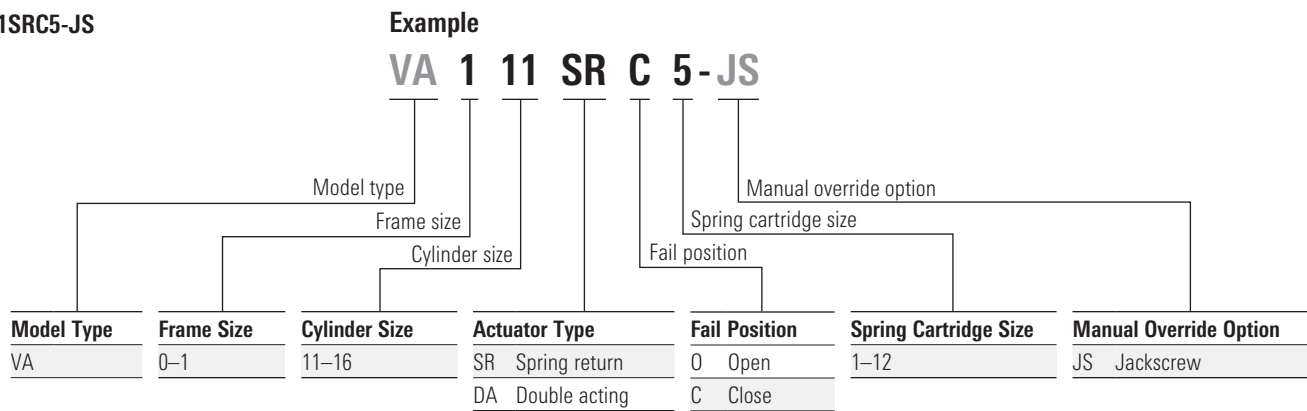 1SRC5-JS
Example
VA 1 11 SR C 5-JS
Model type
Manual override option
Frame size
Spring cartridge size
Cylinder size
Fail position
Model Type Frame Size Cylinder Size Actuator Type Fail Position Spring Cartridge Size Manual Override Option
VA 0–1 11–16 SR Spring return O Open 1–12 JS Jackscrew
DA Double acting C Close